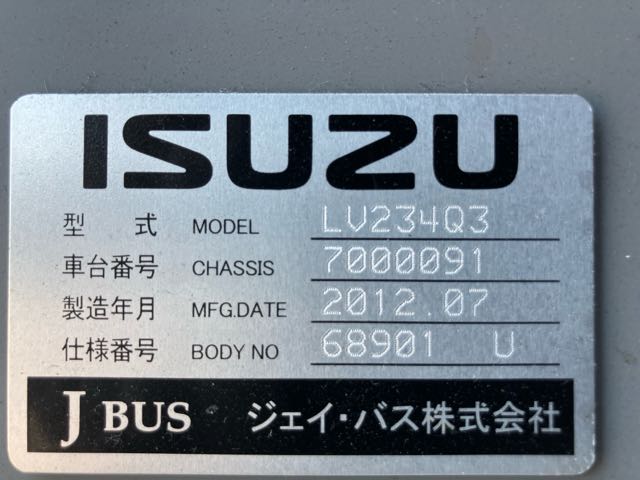 ISUZU
型 式 MODEL LV234Q3
車台番号 CHASSIS 7000091
製造年月 MFG.DATE 2012.07
仕様番号 BODY NO 68901 U
J BUS ジェイ・バス株式会社